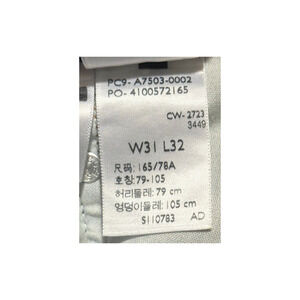 PC9- A7503-0002
PO- 4100572165
CW-2723
3449
W31 L32
尺码: 165/78A
호칭: 79-105
허리둘레: 79 cm
엉덩이둘레: 105 cm
S110783 AD